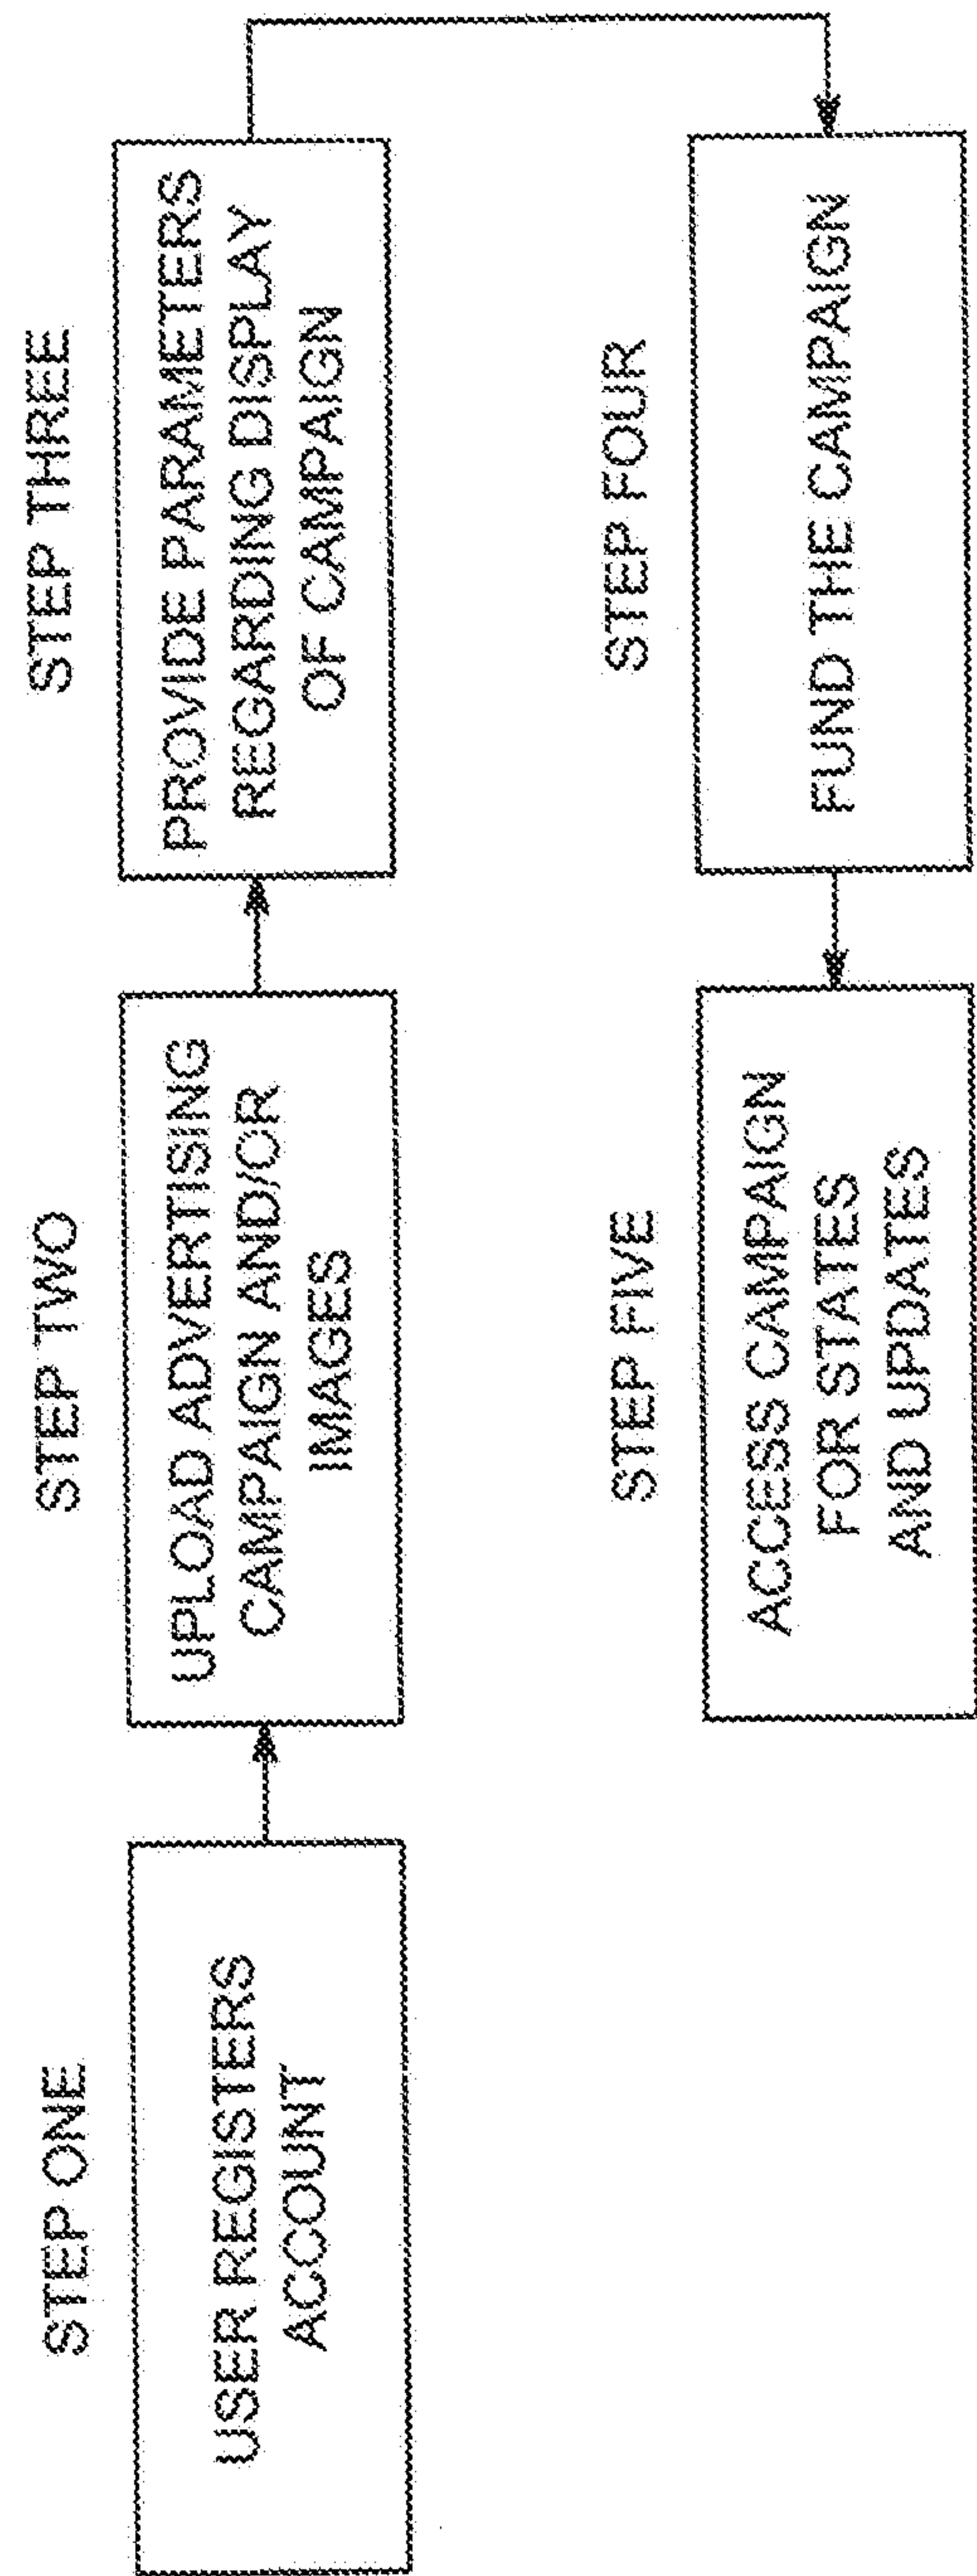 STEP ONE
USER REGISTERS
ACCOUNT
STEP TWO
UPLOAD ADVERTISING
CAMPAIGN AND/OR
IMAGES
STEP THREE
PROVIDE PARAMETERS
REGARDING DISPLAY
OF CAMPAIGN
STEP FOUR
FUND THE CAMPAIGN
STEP FIVE
ACCESS CAMPAIGN
FOR STATES
AND UPDATES